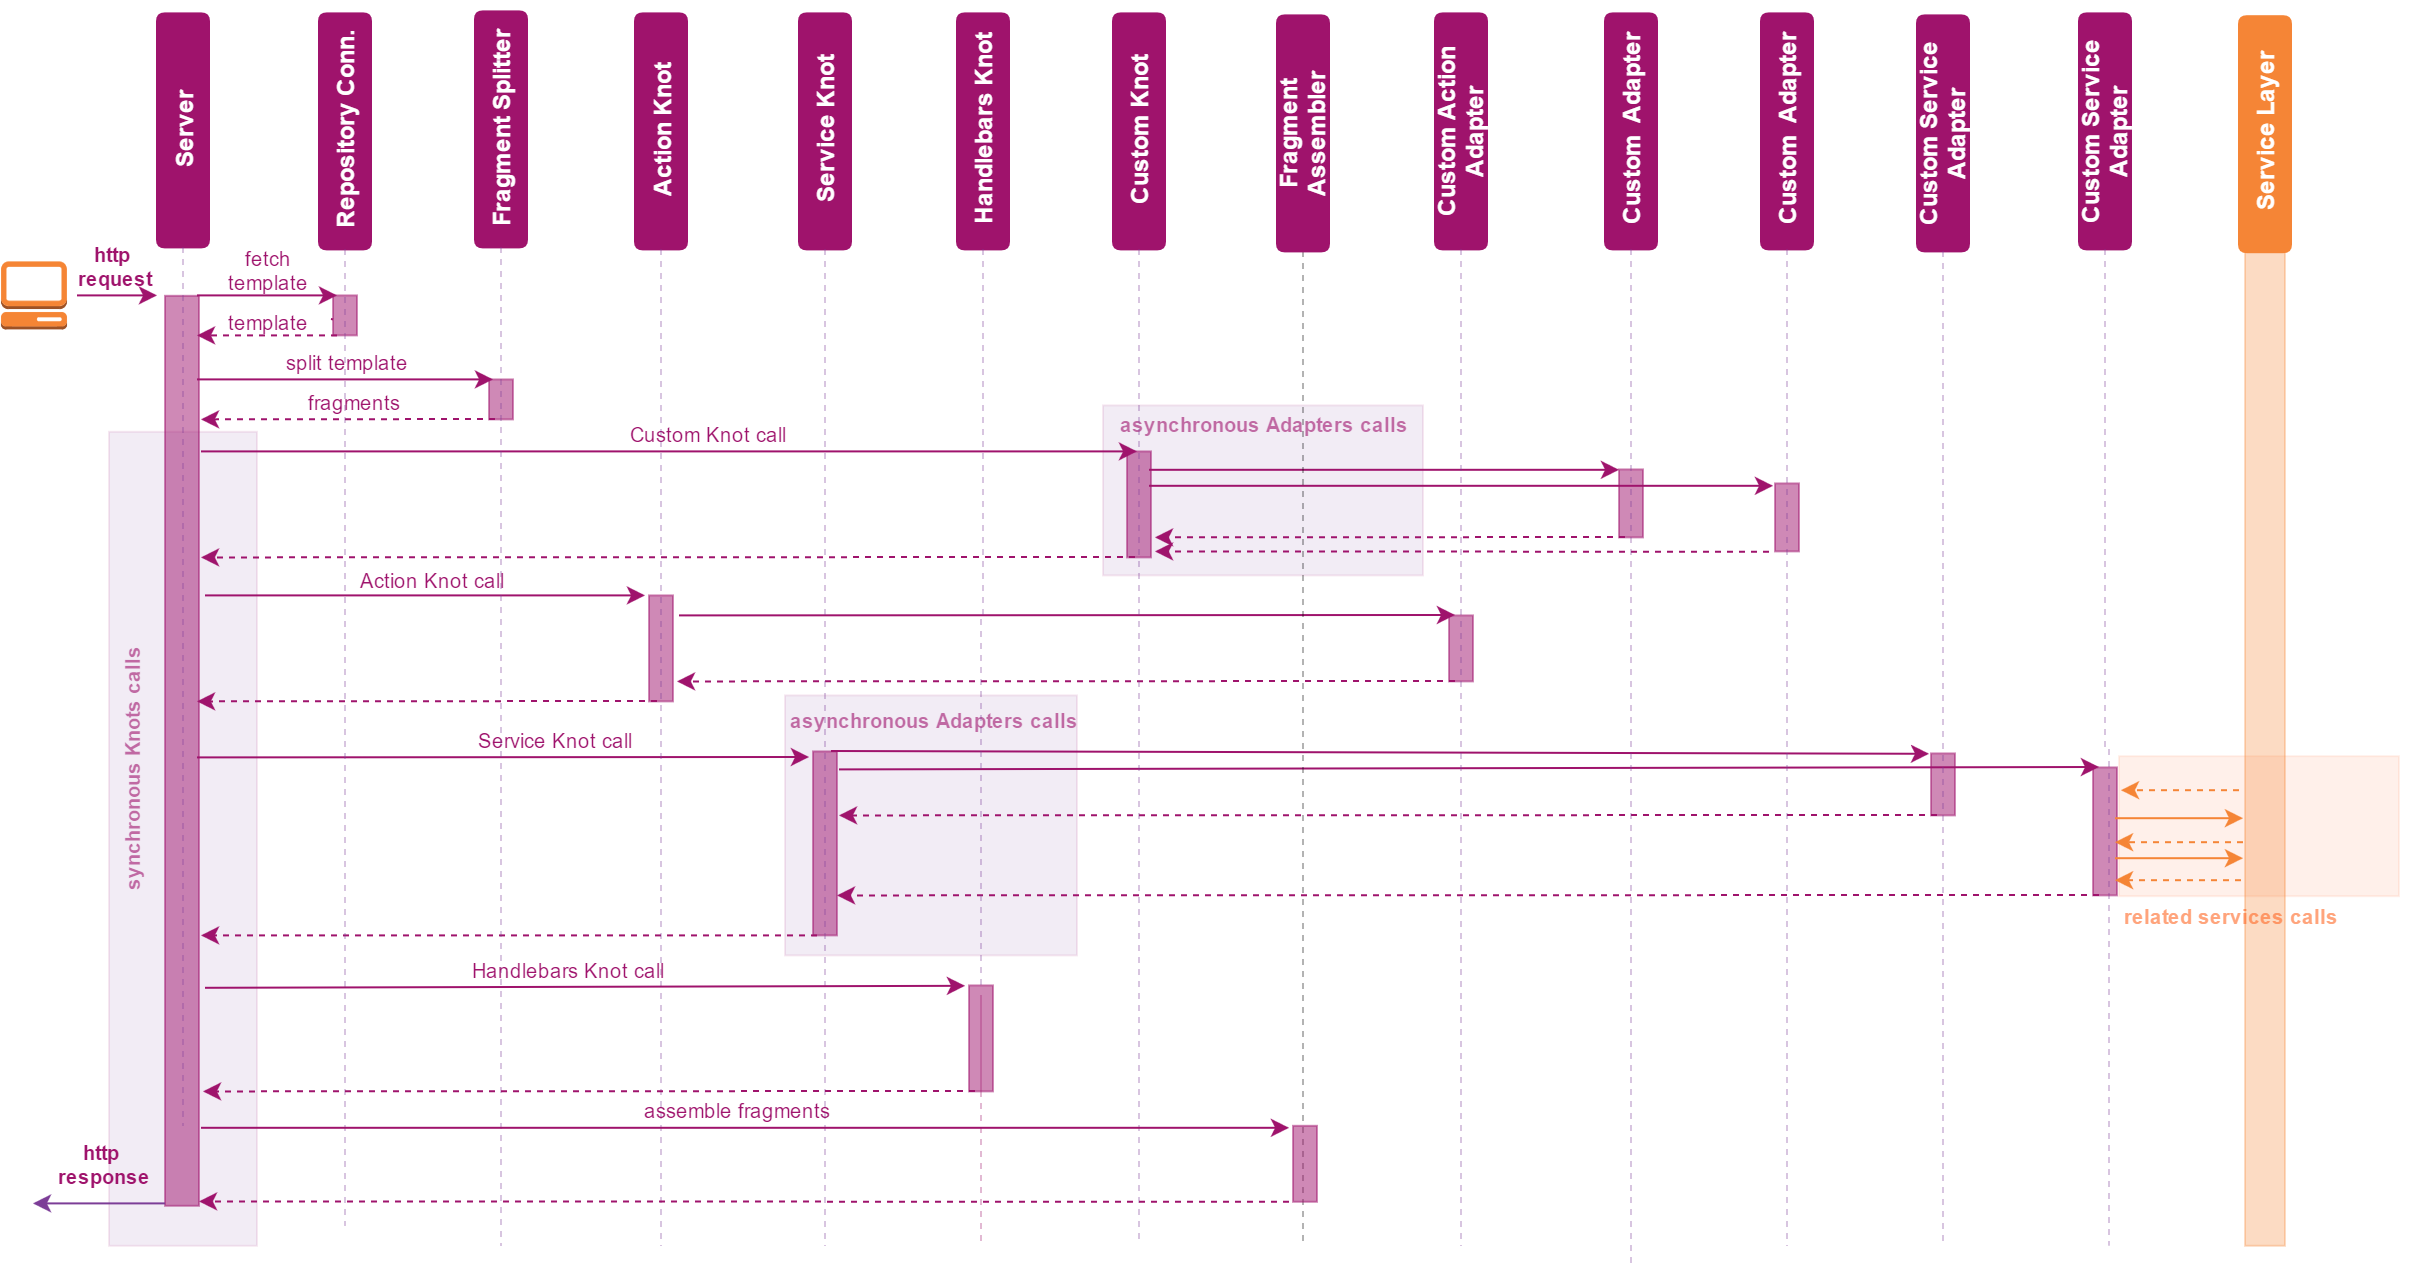 Server
Repository Conn.
Fragment Splitter
Action Knot
Service Knot
Handlebars Knot
Custom Knot
Fragment
Assembler
Custom Action
Adapter
Custom Adapter
Custom Adapter
Custom Service
Adapter
Custom Service
Adapter
Service Layer
http
request
fetch
template
template
split template
fragments
asynchronous Adapters calls
Custom Knot call
Action Knot call
synchronous Knots calls
asynchronous Adapters calls
Service Knot call
related services calls
Handlebars Knot call
assemble fragments
http
response